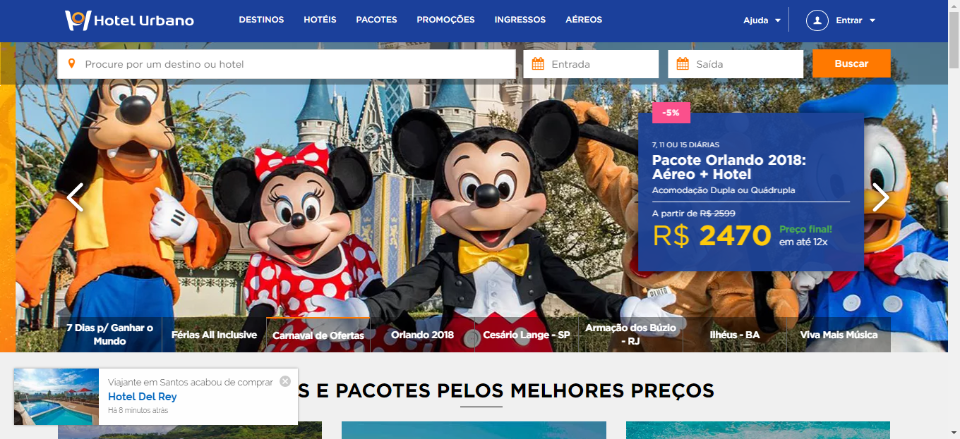 Hotel Urbano
DESTINOS HOTÉIS PACOTES PROMOÇÕES INGRESSOS AÉREOS
Ajuda
Entrar
Procure por um destino ou hotel
Entrada
Saída
Buscar
-5%
7, 11 OU 15 DIÁRIAS
Pacote Orlando 2018:
Aéreo + Hotel
Acomodação Dupla ou Quádrupla
A partir de R$ 2599
R$ 2470
Preço final!
em até 12x
7 Dias p/ Ganhar o
Mundo
Férias All Inclusive
Carnaval de Ofertas
Orlando 2018
Cesário Lange - SP
Armação dos Búzio
- RJ
Ilhéus - BA
Viva Mais Música
Viajante em Santos acabou de comprar
Hotel Del Rey
Há 8 minutos atrás
S E PACOTES PELOS MELHORES PREÇOS